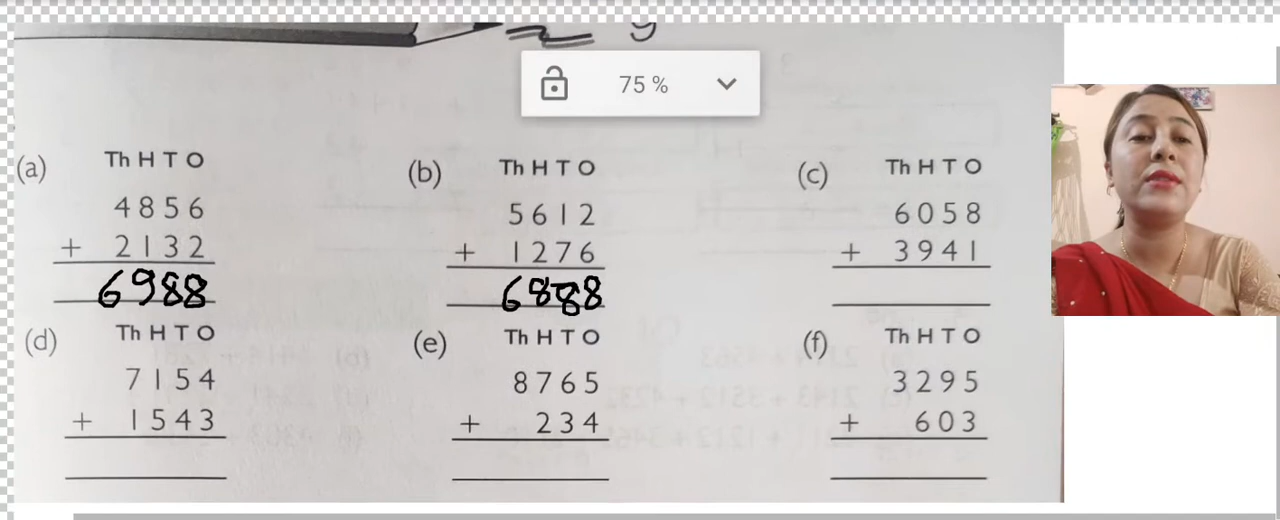 75 %
(a) Th H T O
4 8 5 6
+ 2 1 3 2
6988
(b) Th H T O
5 6 1 2
+ 1 2 7 6
6888
(c) Th H T O
6 0 5 8
+ 3 9 4 1
(d) Th H T O
7 1 5 4
+ 1 5 4 3
(e) Th H T O
8 7 6 5
+ 2 3 4
(f) Th H T O
3 2 9 5
+ 6 0 3